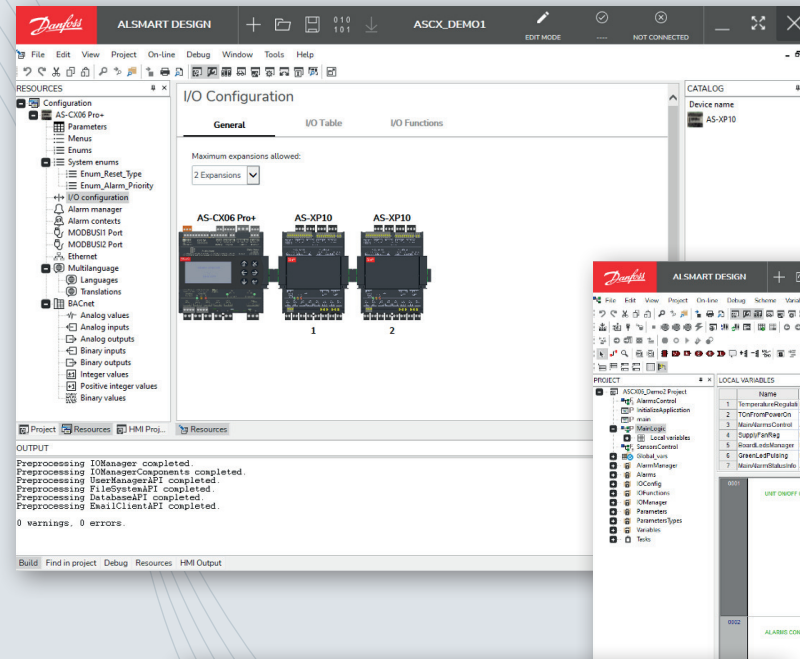 Danfoss
ALSMART DESIGN
010
101
ASCX_DEMO1
EDIT MODE
----
NOT CONNECTED
File Edit View Project On-line Debug Window Tools Help
RESOURCES
Configuration
AS-CX06 Pro+
Parameters
Menus
Enums
System enums
Enum_Reset_Type
Enum_Alarm_Priority
I/O configuration
Alarm manager
Alarm contexts
MODBUSI1 Port
MODBUSI2 Port
Ethernet
Multilanguage
Languages
Translations
BACnet
Analog values
Analog inputs
Analog outputs
Binary inputs
Binary outputs
Integer values
Positive integer values
Binary values
Project Resources HMI Proj...
I/O Configuration
General I/O Table I/O Functions
Maximum expansions allowed:
2 Expansions
AS-CX06 Pro+ AS-XP10 AS-XP10
1 2
Resources
CATALOG
Device name
AS-XP10
OUTPUT
Preprocessing IOManager completed.
Preprocessing IOManagerComponents completed.
Preprocessing UserManagerAPI completed.
Preprocessing FileSystemAPI completed.
Preprocessing DatabaseAPI completed.
Preprocessing EmailClientAPI completed.
0 warnings, 0 errors.
Build Find in project Debug Resources HMI Output
Danfoss
ALSMART DESIGN
File Edit View Project On-line Debug Scheme
PROJECT
ASCX06_Demo2 Project
AlarmsControl
InitializeApplication
main
MainLogic
Local variables
SensorsControl
Global_vars
AlarmManager
Alarms
IOConfig
IOFunctions
IOManager
Parameters
ParametersTypes
Variables
Tasks
LOCAL VARIABLES
Name
1 TemperatureRegulati
2 TOnFromPowerOn
3 MainAlarmsControl
4 SupplyFanReg
5 BoardLedsManager
6 GreenLedPulsing
7 MainAlarmStatusInfo
0001
UNIT ON/OFF
0002
ALARMS CON